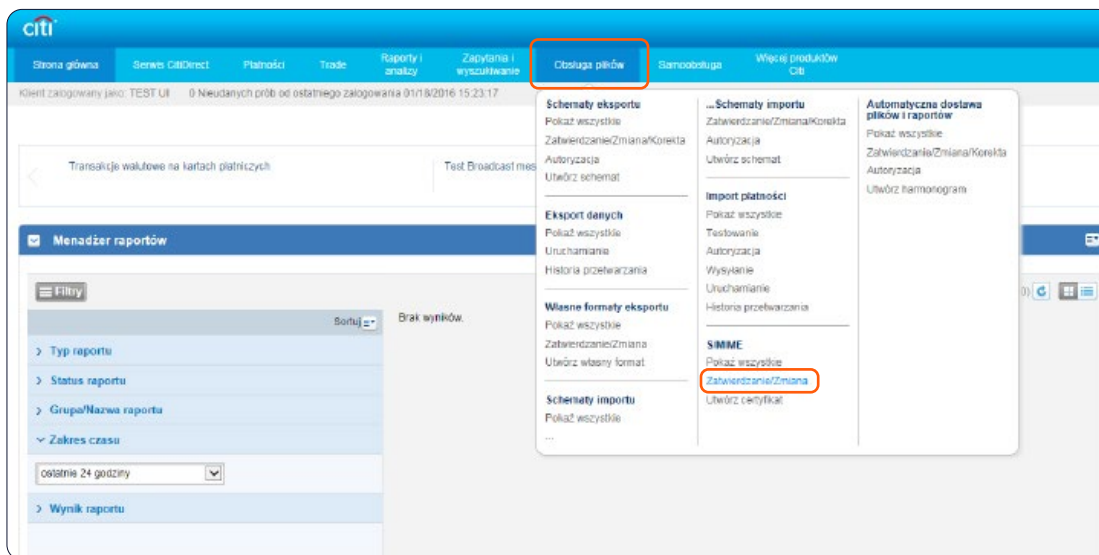 citi
Strona główna
Serwis CitiDirect
Płatności
Trade
Raporty i
analizy
Zapytania i
wyszukiwanie
Obsługa plików
Samoobsługa
Więcej produktów
Citi
Klient zalogowany jako: TEST UII 0 Nieudanych prób od ostatniego zalogowania 01/18/2016 15:23:17
Transakcje walutowe na kartach płatniczych
Test Broadcast mes
Menadżer raportów
Filtry
Sortuj
Brak wyników.
0)
Typ raportu
Status raportu
Grupa/Nazwa raportu
Zakres czasu
ostatnie 24 godziny
Wynik raportu
Schematy eksportu
Pokaż wszystkie
Zatwierdzanie/Zmiana/Korekta
Autoryzacja
Utwórz schemat
Eksport danych
Pokaż wszystkie
Uruchamianie
Historia przetwarzania
Własne formaty eksportu
Pokaż wszystkie
Zatwierdzanie/Zmiana
Utwórz własny format
Schematy importu
Pokaż wszystkie
...
...Schematy importu
Zatwierdzanie/Zmiana/Korekta
Autoryzacja
Utwórz schemat
Import płatności
Pokaż wszystkie
Testowanie
Autoryzacja
Wysyłanie
Uruchamianie
Historia przetwarzania
S/MIME
Pokaż wszystkie
Zatwierdzanie/Zmiana
Utwórz certyfikat
Automatyczna dostawa
plików i raportów
Pokaż wszystkie
Zatwierdzanie/Zmiana/Korekta
Autoryzacja
Utwórz harmonogram